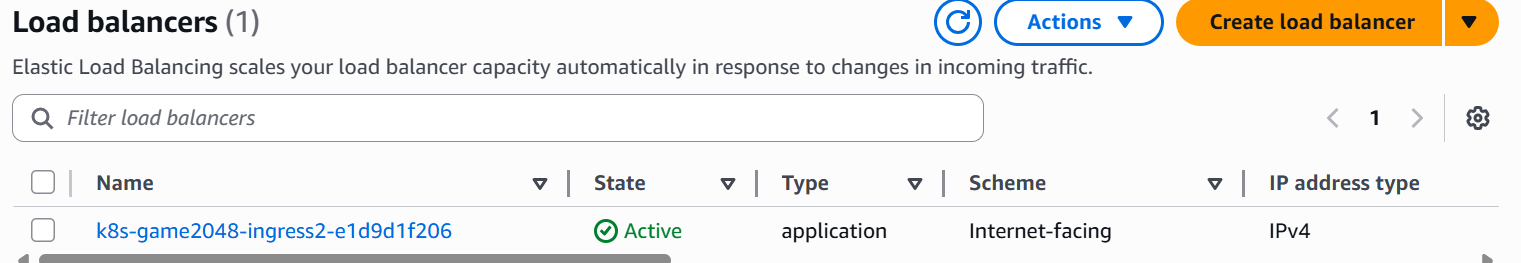 Load balancers (1)
Actions
Create load balancer
Elastic Load Balancing scales your load balancer capacity automatically in response to changes in incoming traffic.
Filter load balancers
1
Name State Type Scheme IP address type
k8s-game2048-ingress2-e1d9d1f206 Active application Internet-facing IPv4